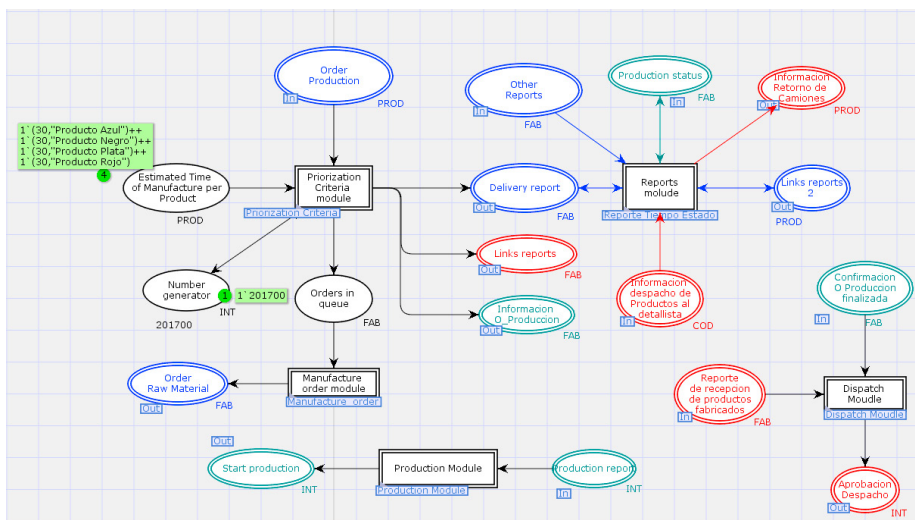 Order
Production
In
PROD
Other
Reports
In
FAB
Production status
In
FAB
Informacion
Retorno de
Camiones
Out
PROD
1`(30,"Producto Azul")++
1`(30,"Producto Negro")++
1`(30,"Producto Plata")++
1`(30,"Producto Rojo")
4
Estimated Time
of Manufacture per
Product
PROD
Priorization
Criteria
module
Priorization Criteria
Delivery report
Out
FAB
Reports
molude
Reporte Tiempo Estado
Links reports
2
Out
PROD
Links reports
Out
FAB
Number
generator
1
1`201700
INT
201700
Orders in
queue
FAB
Informacion
O_Produccion
Out
FAB
Informacion
despacho de
Productos al
detallista
In
COD
Confirmacion
O Produccion
finalizada
In
FAB
Order
Raw Material
Out
FAB
Manufacture
order module
Manufacture_order
Reporte
de recepcion
de productos
fabricados
In
FAB
Dispatch
Moudle
Dispatch Moudle
Out
Start production
INT
Production Module
Production Module
Production report
In
INT
Aprobacion
Despacho
Out
INT